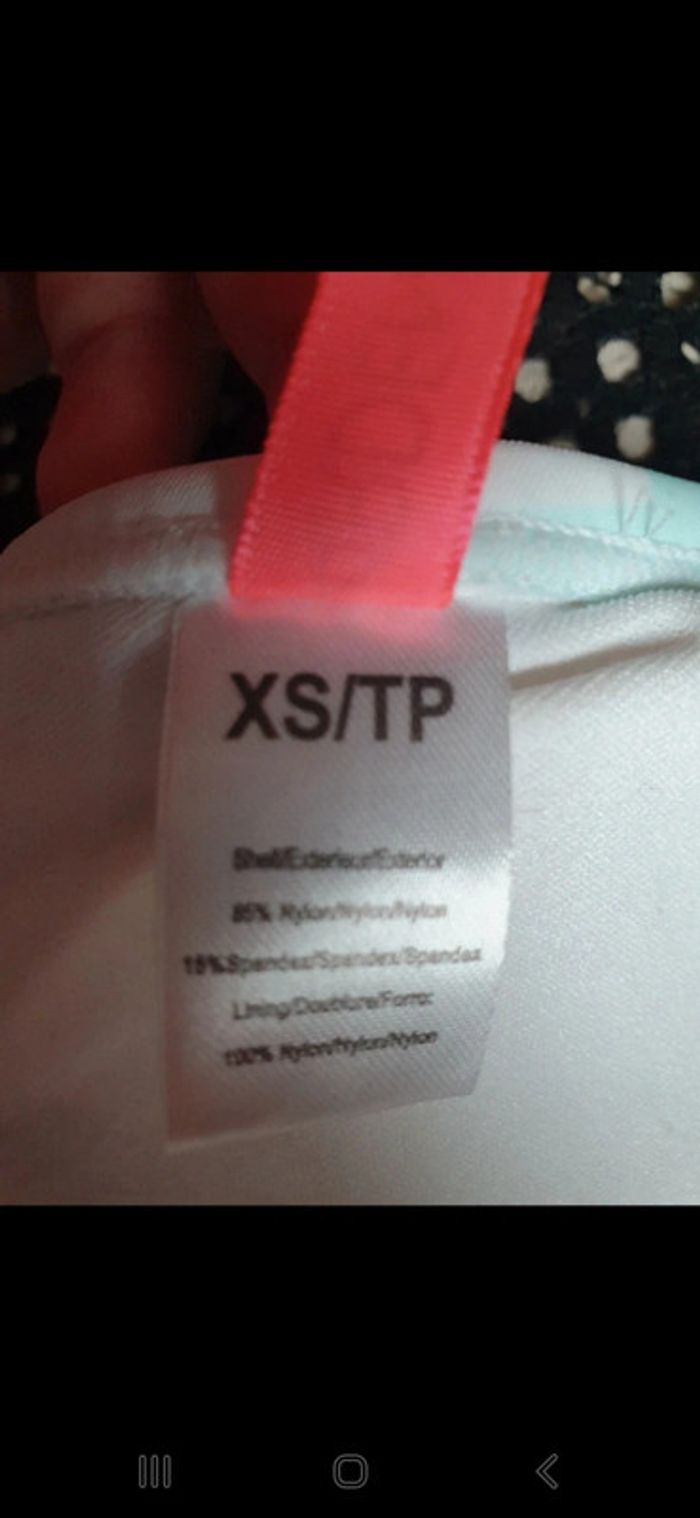 XS/TP
Shell/Exterieur/Exterior
85% Nylon/Nylon/Nylon
15%Spandex/Spandex/Spandex
Lining/Doublure/Forro:
100% Nylon/Nylon/Nylon